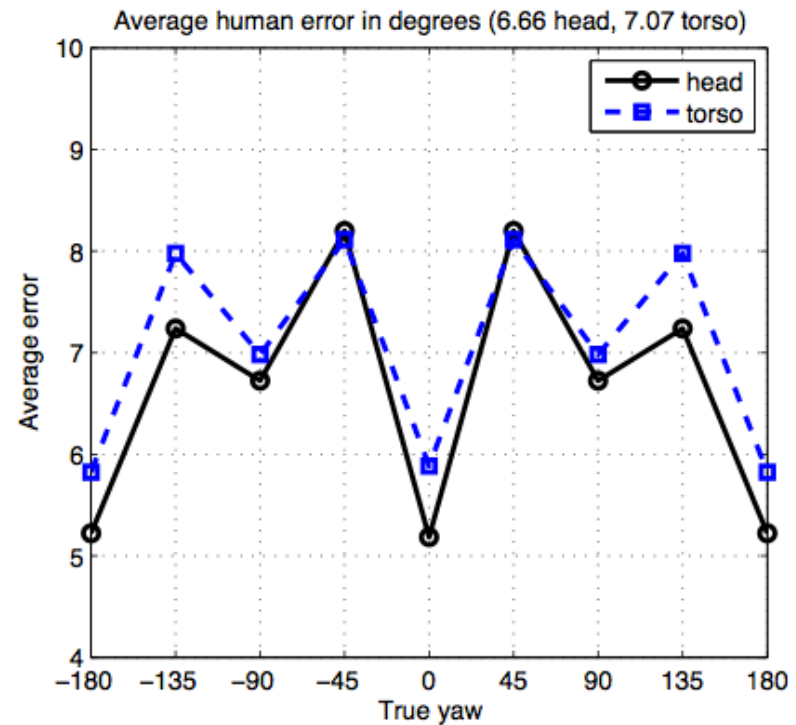 Average human error in degrees (6.66 head, 7.07 torso)
head
torso
10
9
8
7
6
5
4
Average error
−180 −135 −90 −45 0 45 90 135 180
True yaw